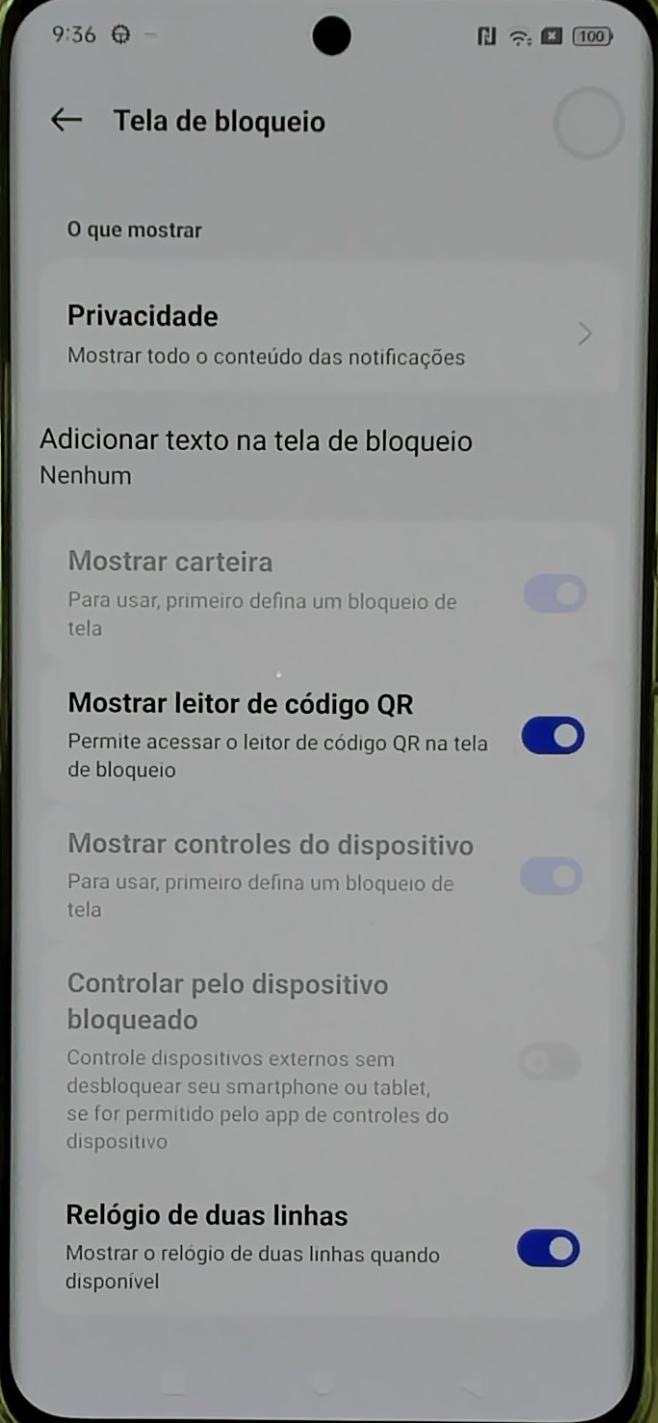 9:36
100
Tela de bloqueio
O que mostrar
Privacidade
Mostrar todo o conteúdo das notificações
Adicionar texto na tela de bloqueio
Nenhum
Mostrar carteira
Para usar, primeiro defina um bloqueio de
tela
Mostrar leitor de código QR
Permite acessar o leitor de código QR na tela
de bloqueio
Mostrar controles do dispositivo
Para usar, primeiro defina um bloqueio de
tela
Controlar pelo dispositivo
bloqueado
Controle dispositivos externos sem
desbloquear seu smartphone ou tablet,
se for permitido pelo app de controles do
dispositivo
Relógio de duas linhas
Mostrar o relógio de duas linhas quando
disponível